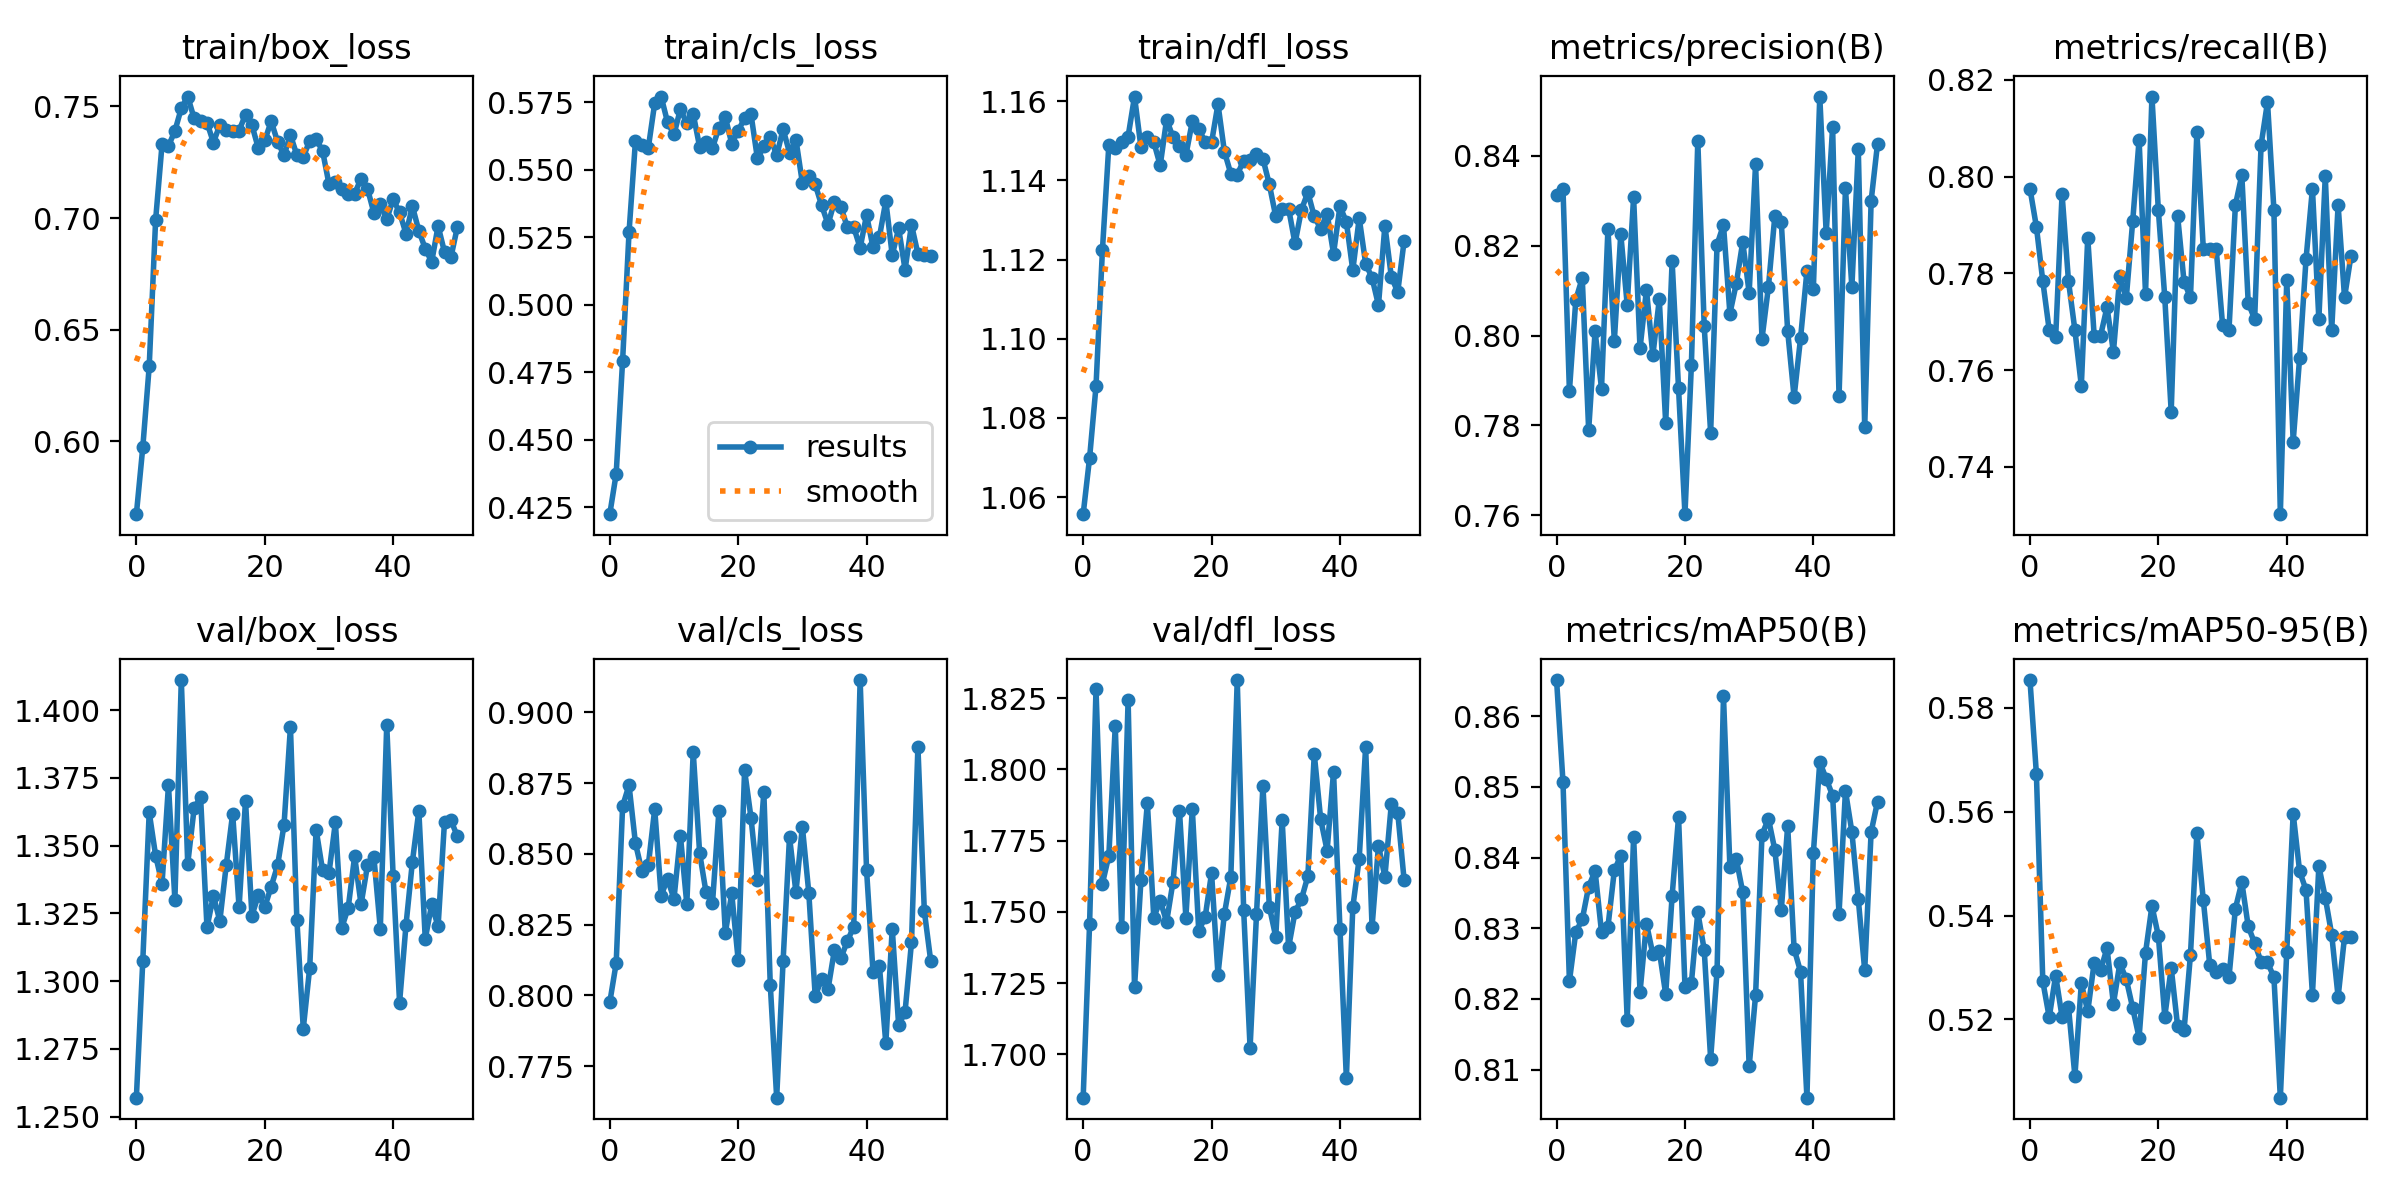 train/box_loss
0.75
0.70
0.65
0.60
0 20 40
train/cls_loss
0.575
0.550
0.525
0.500
0.475
0.450
0.425
results
smooth
0 20 40
train/dfl_loss
1.16
1.14
1.12
1.10
1.08
1.06
0 20 40
metrics/precision(B)
0.84
0.82
0.80
0.78
0.76
0 20 40
metrics/recall(B)
0.82
0.80
0.78
0.76
0.74
0 20 40
val/box_loss
1.400
1.375
1.350
1.325
1.300
1.275
1.250
0 20 40
val/cls_loss
0.900
0.875
0.850
0.825
0.800
0.775
0 20 40
val/dfl_loss
1.825
1.800
1.775
1.750
1.725
1.700
0 20 40
metrics/mAP50(B)
0.86
0.85
0.84
0.83
0.82
0.81
0 20 40
metrics/mAP50-95(B)
0.58
0.56
0.54
0.52
0 20 40